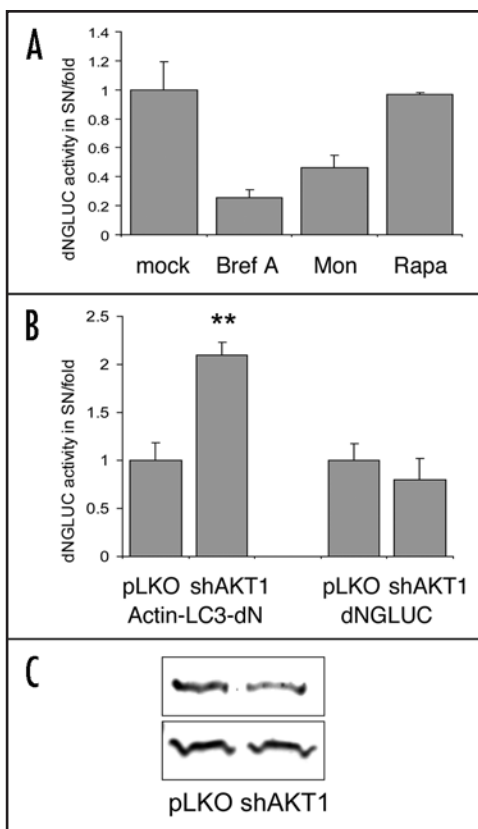 A
dNGLUC activity in SN/fold
1.4
1.2
1
0.8
0.6
0.4
0.2
0
mock Bref A Mon Rapa
B
dNGLUC activity in SN/fold
2.5
2
1.5
1
0.5
0
**
pLKO shAKT1 pLKO shAKT1
Actin-LC3-dN dNGLUC
C
pLKO shAKT1